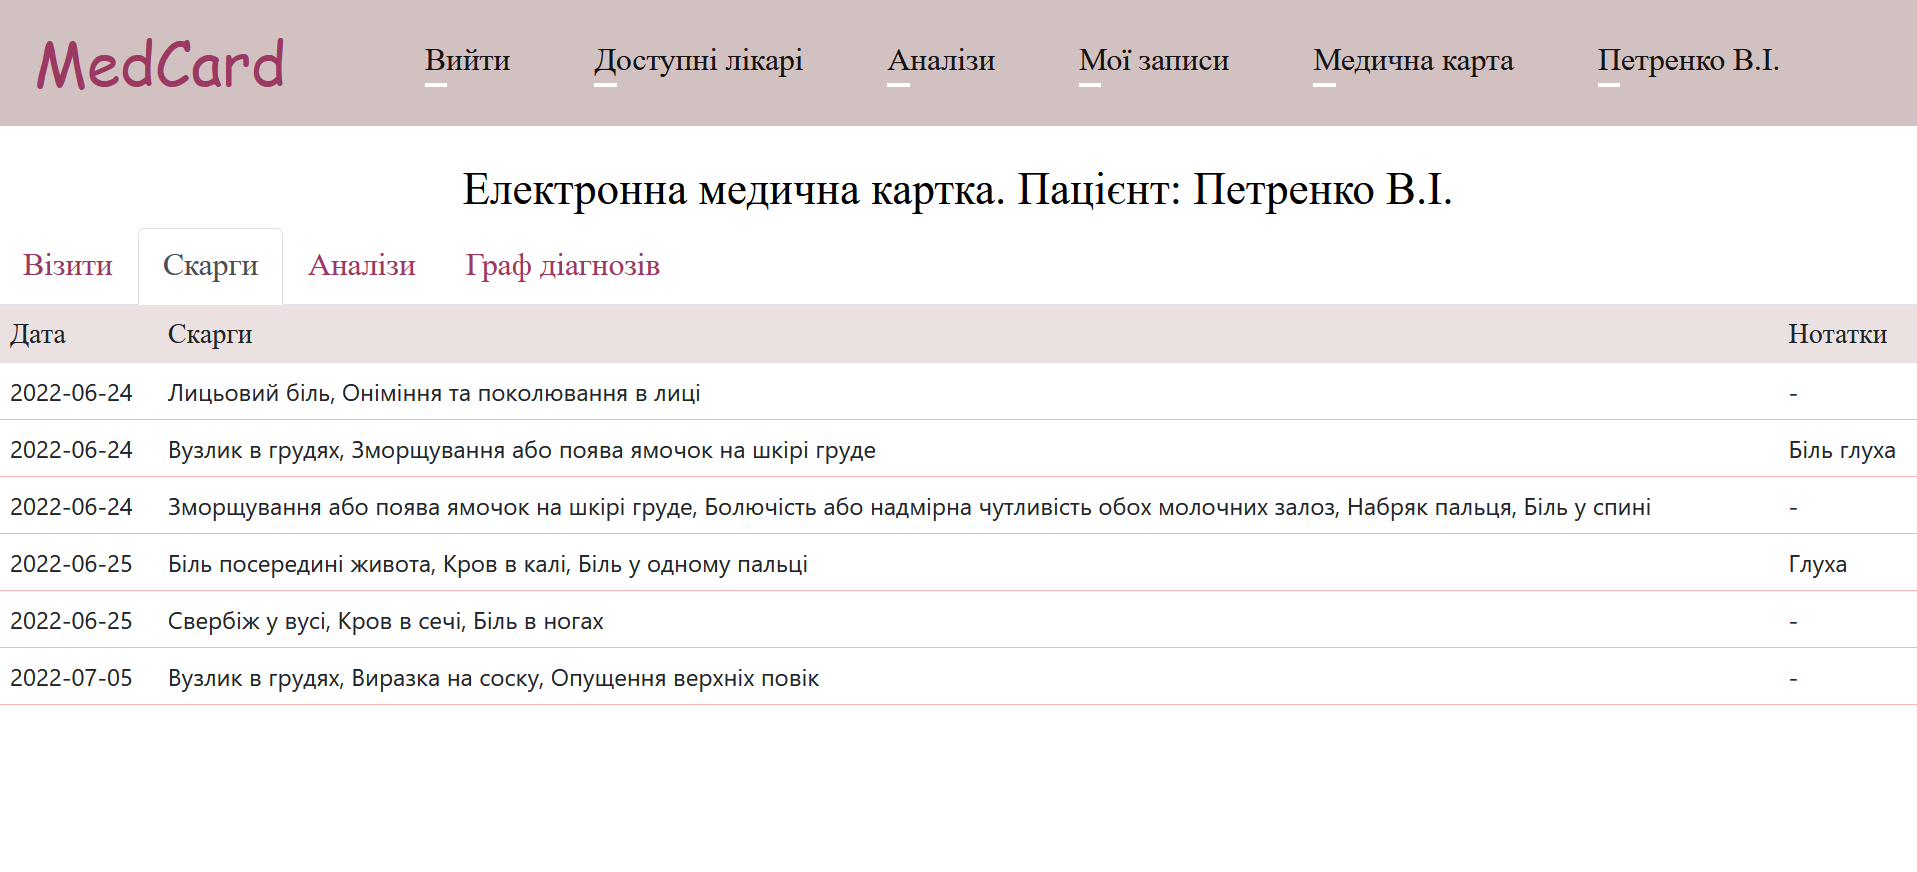 MedCard Вийти Доступні лікарі Аналізи Мої записи Медична карта Петренко В.І.
Електронна медична картка. Пацієнт: Петренко В.І.
Візити Скарги Аналізи Граф діагнозів
Дата Скарги Нотатки
2022-06-24 Лицьовий біль, Оніміння та поколювання в лиці -
2022-06-24 Вузлик в грудях, Зморщування або поява ямочок на шкірі груде Біль глуха
2022-06-24 Зморщування або поява ямочок на шкірі груде, Болючість або надмірна чутливість обох молочних залоз, Набряк пальця, Біль у спині -
2022-06-25 Біль посередині живота, Кров в калі, Біль у одному пальці Глуха
2022-06-25 Свербіж у вусі, Кров в сечі, Біль в ногах -
2022-07-05 Вузлик в грудях, Виразка на соску, Опущення верхніх повік -